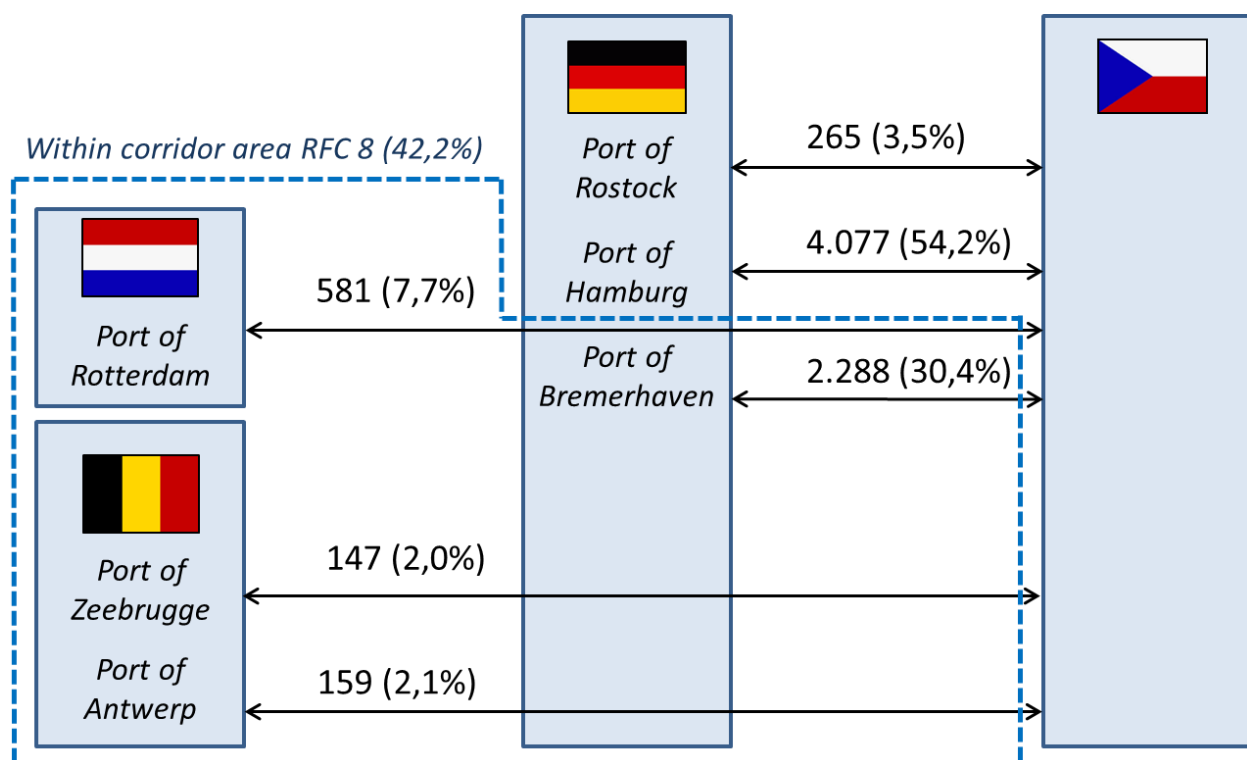 Within corridor area RFC 8 (42,2%)
Port of
Rostock
265 (3,5%)
Port of
Hamburg
4.077 (54,2%)
Port of
Rotterdam
581 (7,7%)
Port of
Bremerhaven
2.288 (30,4%)
Port of
Zeebrugge
147 (2,0%)
Port of
Antwerp
159 (2,1%)